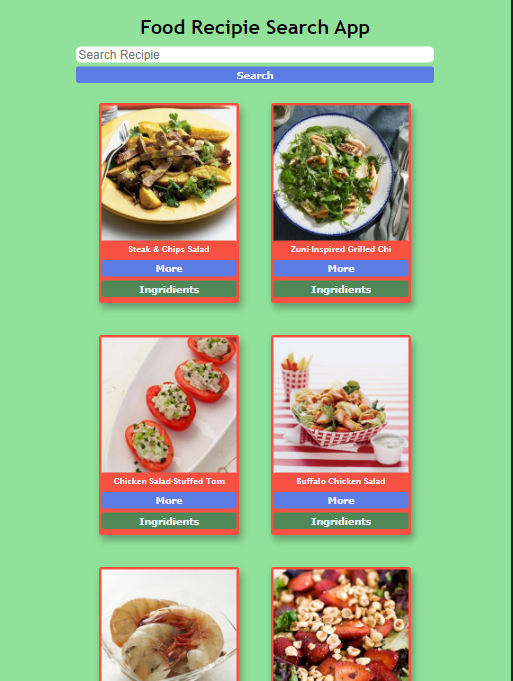 Food Recipie Search App
Search Recipie
Search
Steak & Chips Salad
More
Ingridients
Zuni-Inspired Grilled Chi
More
Ingridients
Chicken Salad-Stuffed Tom
More
Ingridients
Buffalo Chicken Salad
More
Ingridients